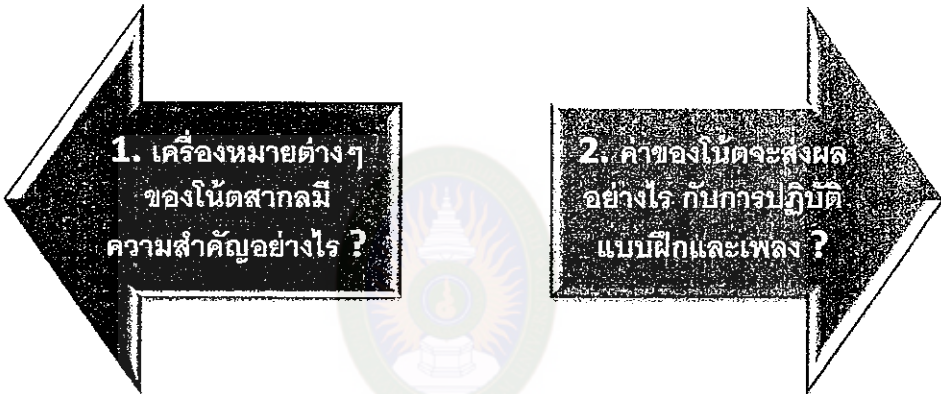 1. เครื่องหมายต่างๆ
ของโน้ตสากลมี
ความสำคัญอย่างไร ?
2. ค่าของโน้ตจะส่งผล
อย่างไร กับการปฏิบัติ
แบบฝึกและเพลง ?